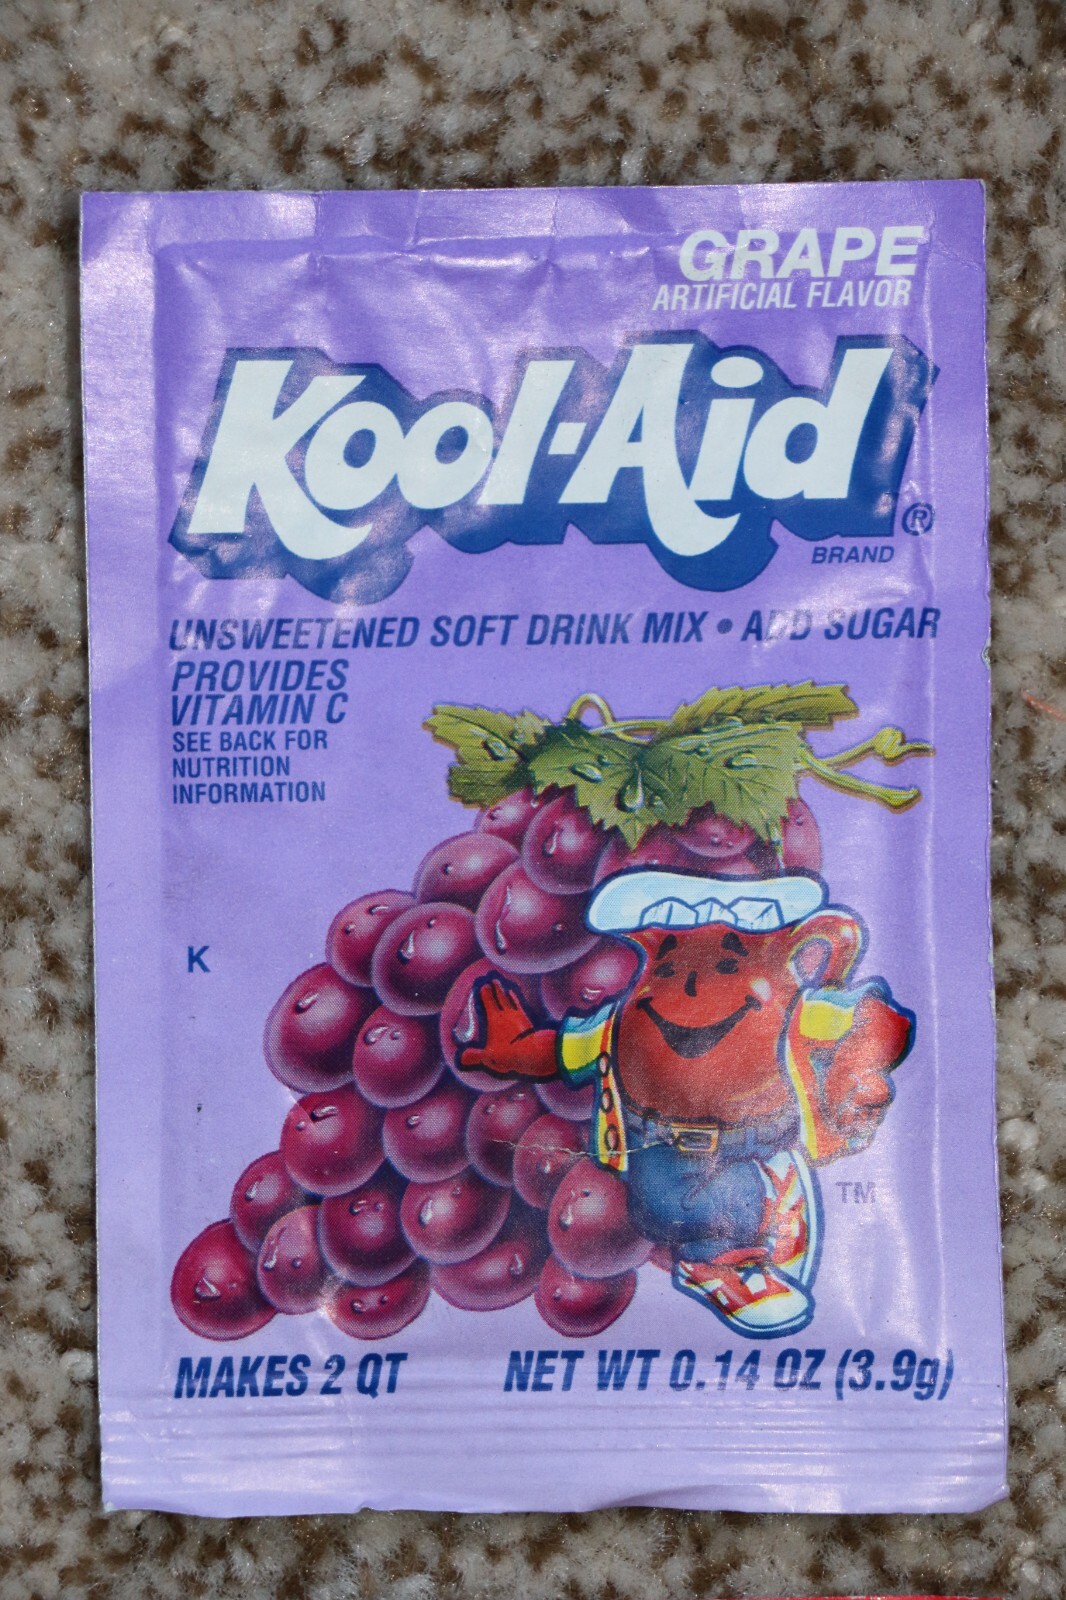 GRAPE
ARTIFICIAL FLAVOR
Kool-Aid®
BRAND
UNSWEETENED SOFT DRINK MIX • ADD SUGAR
PROVIDES
VITAMIN C
SEE BACK FOR
NUTRITION
INFORMATION
K
TM
MAKES 2 QT NET WT 0.14 OZ (3.9g)